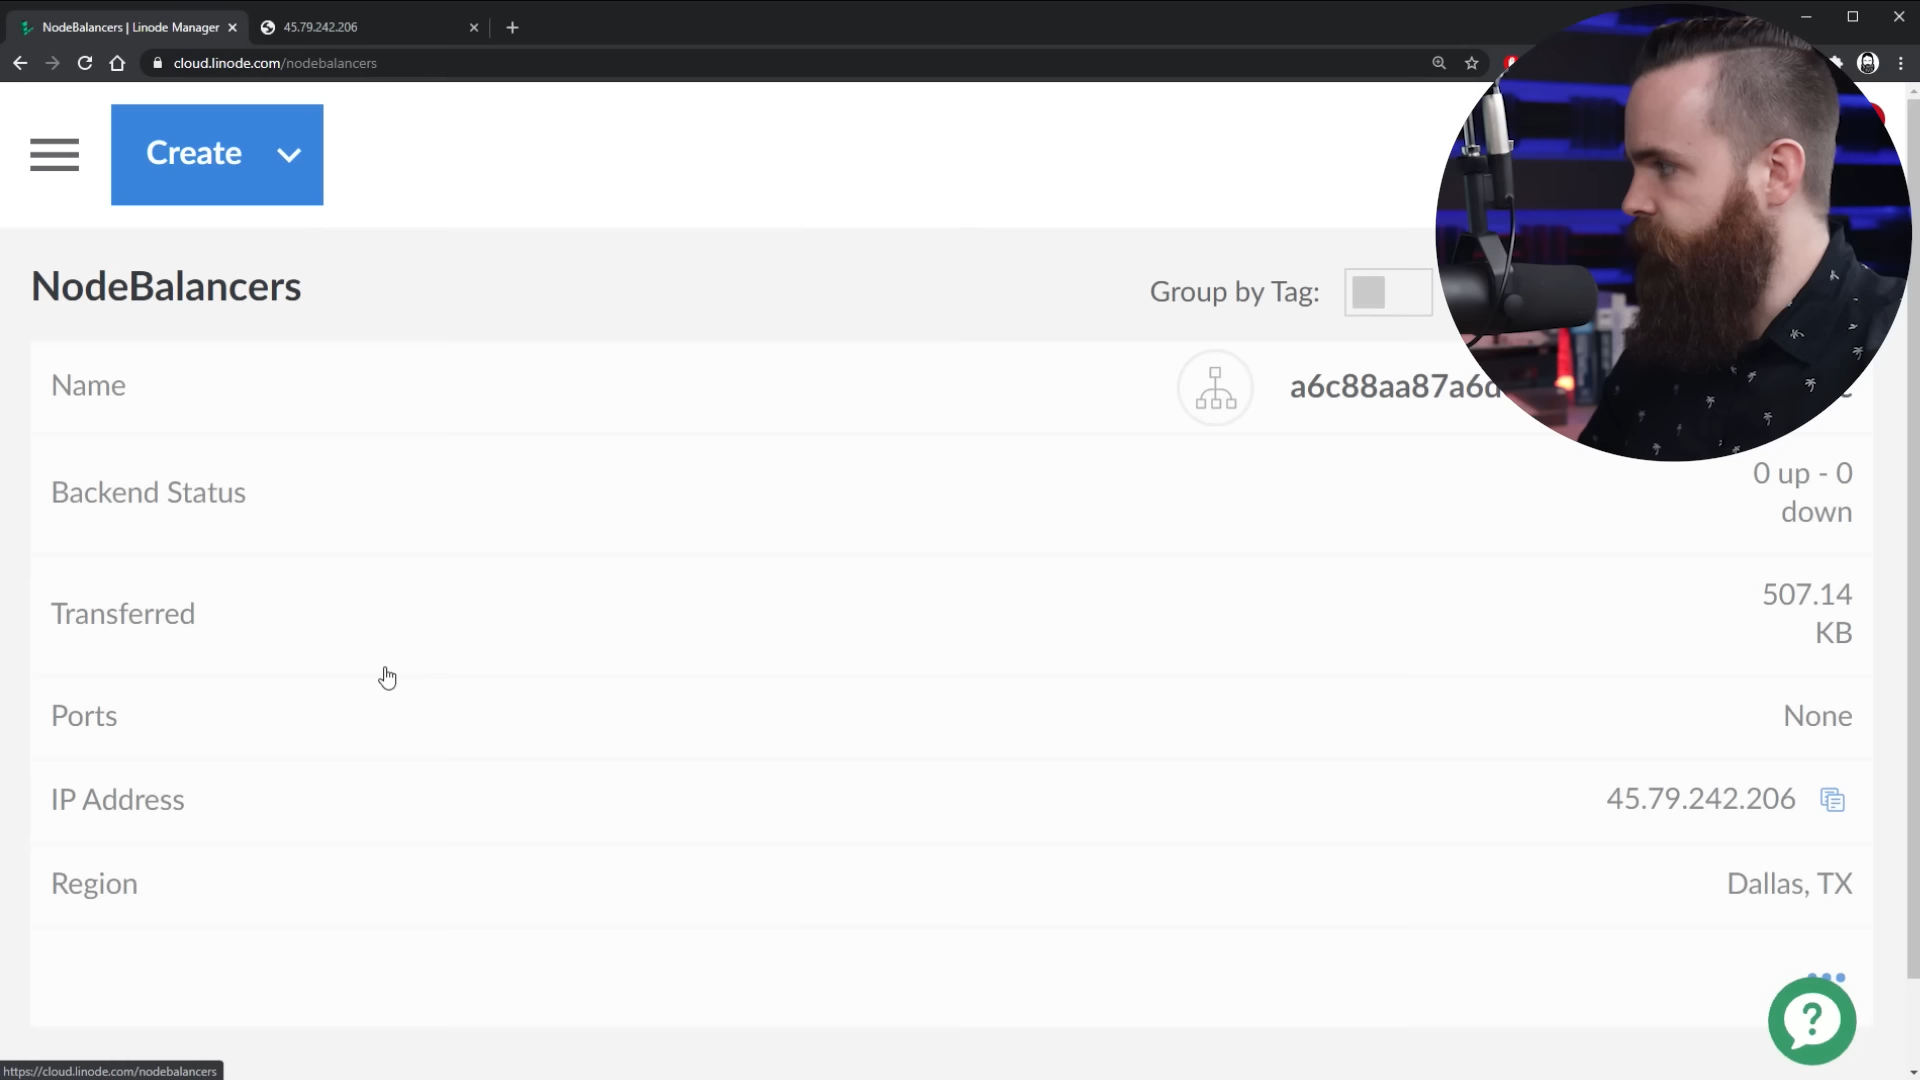 NodeBalancers | Linode Manager
45.79.242.206
cloud.linode.com/nodebalancers
Create
NodeBalancers
Group by Tag:
Name
a6c88aa87a6d
Backend Status
0 up - 0
down
Transferred
507.14
KB
Ports
None
IP Address
45.79.242.206
Region
Dallas, TX
?
https://cloud.linode.com/nodebalancers